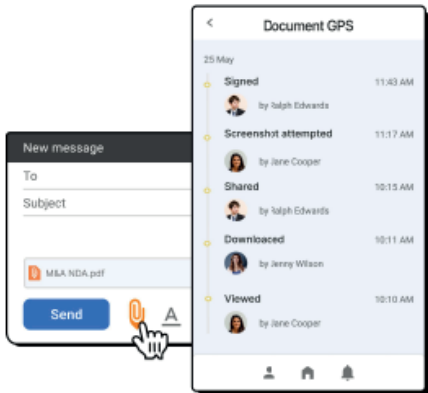 Document GPS
25 May
Signed 11:43 AM
by Ralph Edwards
Screenshot attempted 11:17 AM
by Jane Cooper
Shared 10:15 AM
by Ralph Edwards
Downloaced 10:11 AM
by Jenny Wilson
Viewed 10:10 AM
by Jane Cooper
New message
To
Subject
M&A NDA.pdf
Send
A